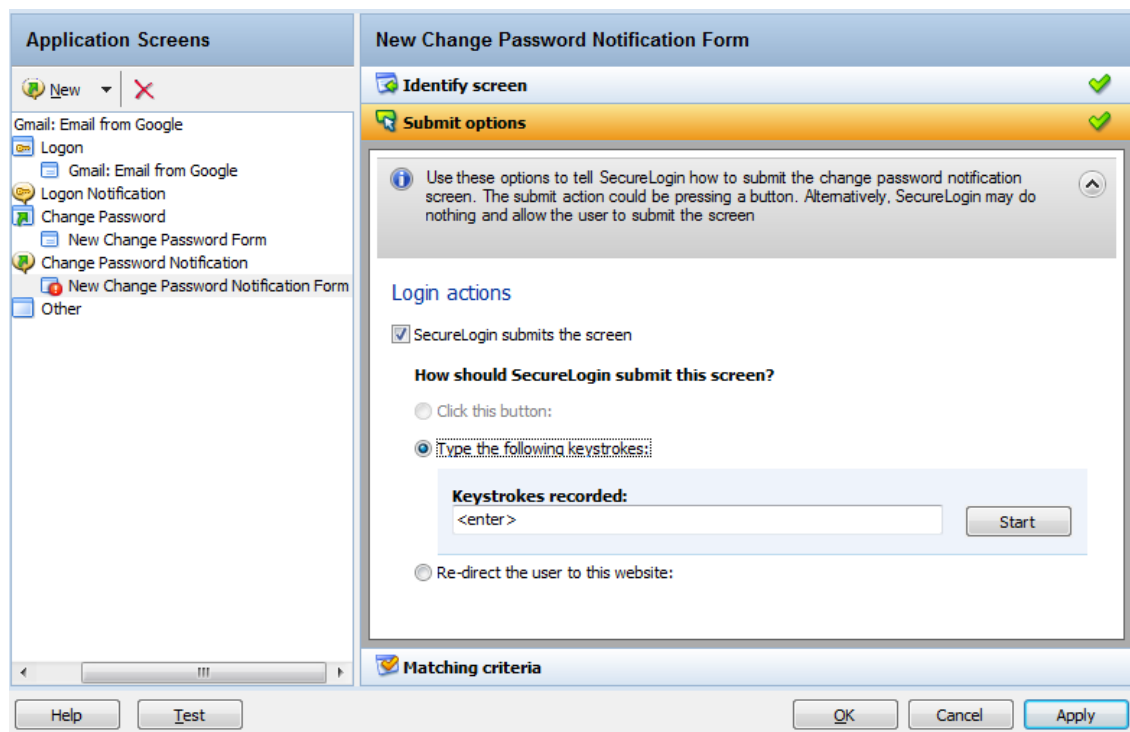 Application Screens
New
Gmail: Email from Google
Logon
Gmail: Email from Google
Logon Notification
Change Password
New Change Password Form
Change Password Notification
New Change Password Notification Form
Other
New Change Password Notification Form
Identify screen
Submit options
Use these options to tell SecureLogin how to submit the change password notification
screen. The submit action could be pressing a button. Alternatively, SecureLogin may do
nothing and allow the user to submit the screen
Login actions
SecureLogin submits the screen
How should SecureLogin submit this screen?
Click this button:
Type the following keystrokes:
Keystrokes recorded:
<enter>
Start
Re-direct the user to this website:
Matching criteria
Help
Test
OK
Cancel
Apply